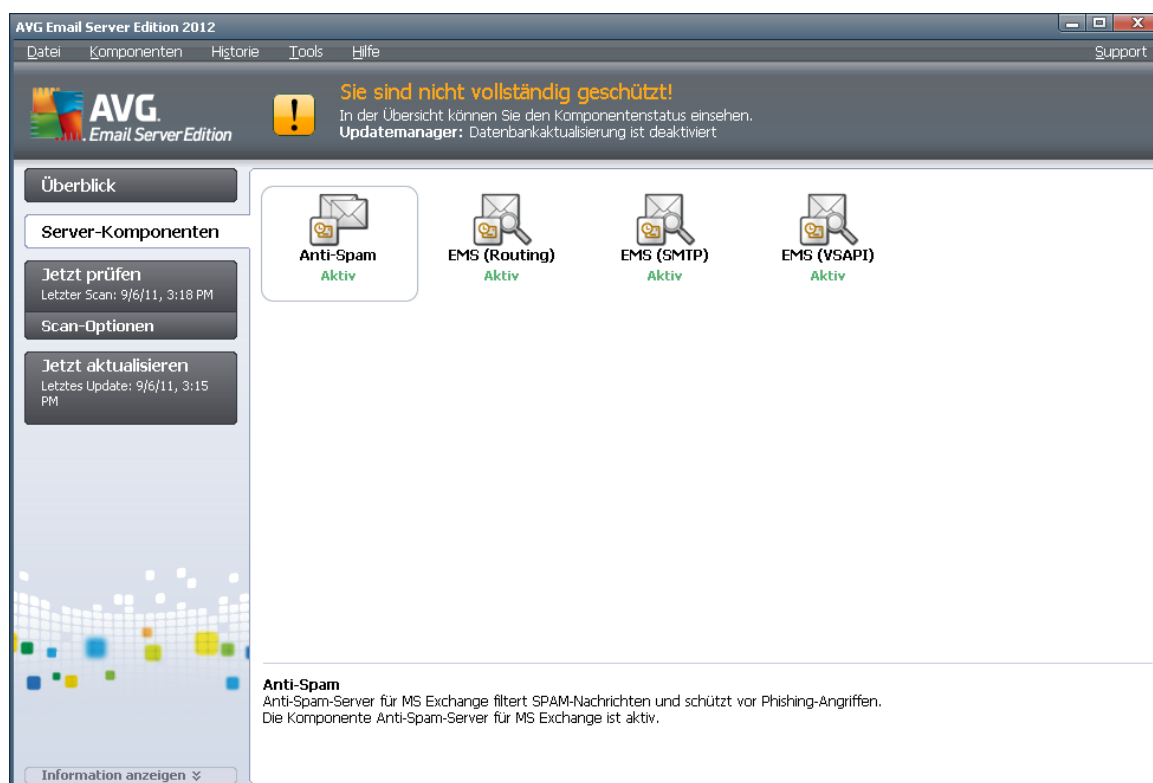 AVG Email Server Edition 2012
Datei Komponenten Historie Tools Hilfe Support
AVG.
Email Server Edition
Sie sind nicht vollständig geschützt!
In der Übersicht können Sie den Komponentenstatus einsehen.
Updatemanager: Datenbankaktualisierung ist deaktiviert
Überblick
Server-Komponenten
Jetzt prüfen
Letzter Scan: 9/6/11, 3:18 PM
Scan-Optionen
Jetzt aktualisieren
Letztes Update: 9/6/11, 3:15
PM
Anti-Spam
Aktiv
EMS (Routing)
Aktiv
EMS (SMTP)
Aktiv
EMS (VSAPI)
Aktiv
Anti-Spam
Anti-Spam-Server für MS Exchange filtert SPAM-Nachrichten und schützt vor Phishing-Angriffen.
Die Komponente Anti-Spam-Server für MS Exchange ist aktiv.
Information anzeigen